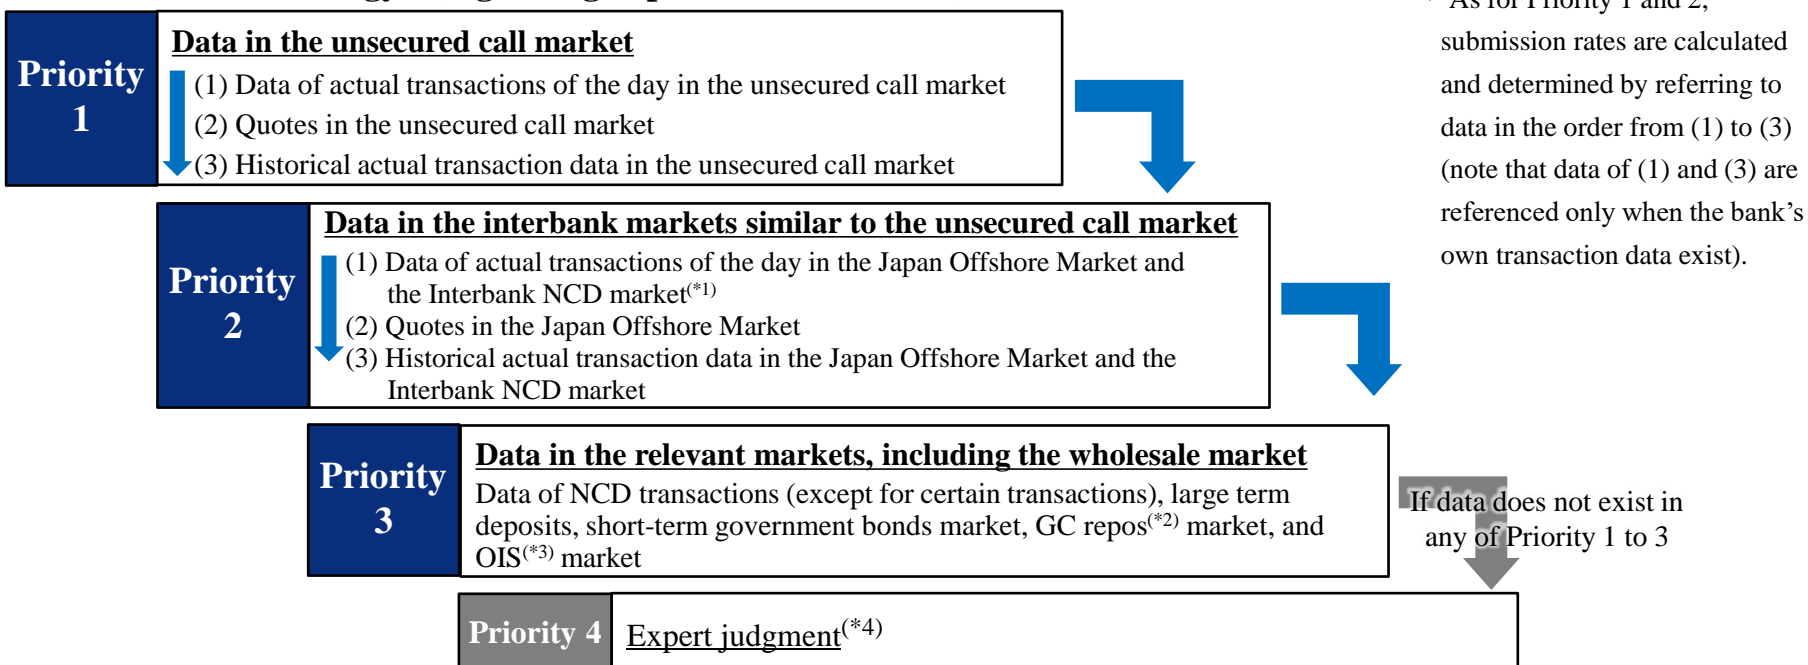 Priority
1
Data in the unsecured call market
(1) Data of actual transactions of the day in the unsecured call market
(2) Quotes in the unsecured call market
(3) Historical actual transaction data in the unsecured call market
As for Priority 1 and 2,
submission rates are calculated
and determined by referring to
data in the order from (1) to (3)
(note that data of (1) and (3) are
referenced only when the bank’s
own transaction data exist).
Priority
2
Data in the interbank markets similar to the unsecured call market
(1) Data of actual transactions of the day in the Japan Offshore Market and
the Interbank NCD market(*1)
(2) Quotes in the Japan Offshore Market
(3) Historical actual transaction data in the Japan Offshore Market and the
Interbank NCD market
Priority
3
Data in the relevant markets, including the wholesale market
Data of NCD transactions (except for certain transactions), large term
deposits, short-term government bonds market, GC repos(*2) market, and
OIS(*3) market
If data does not exist in
any of Priority 1 to 3
Priority 4
Expert judgment(*4)